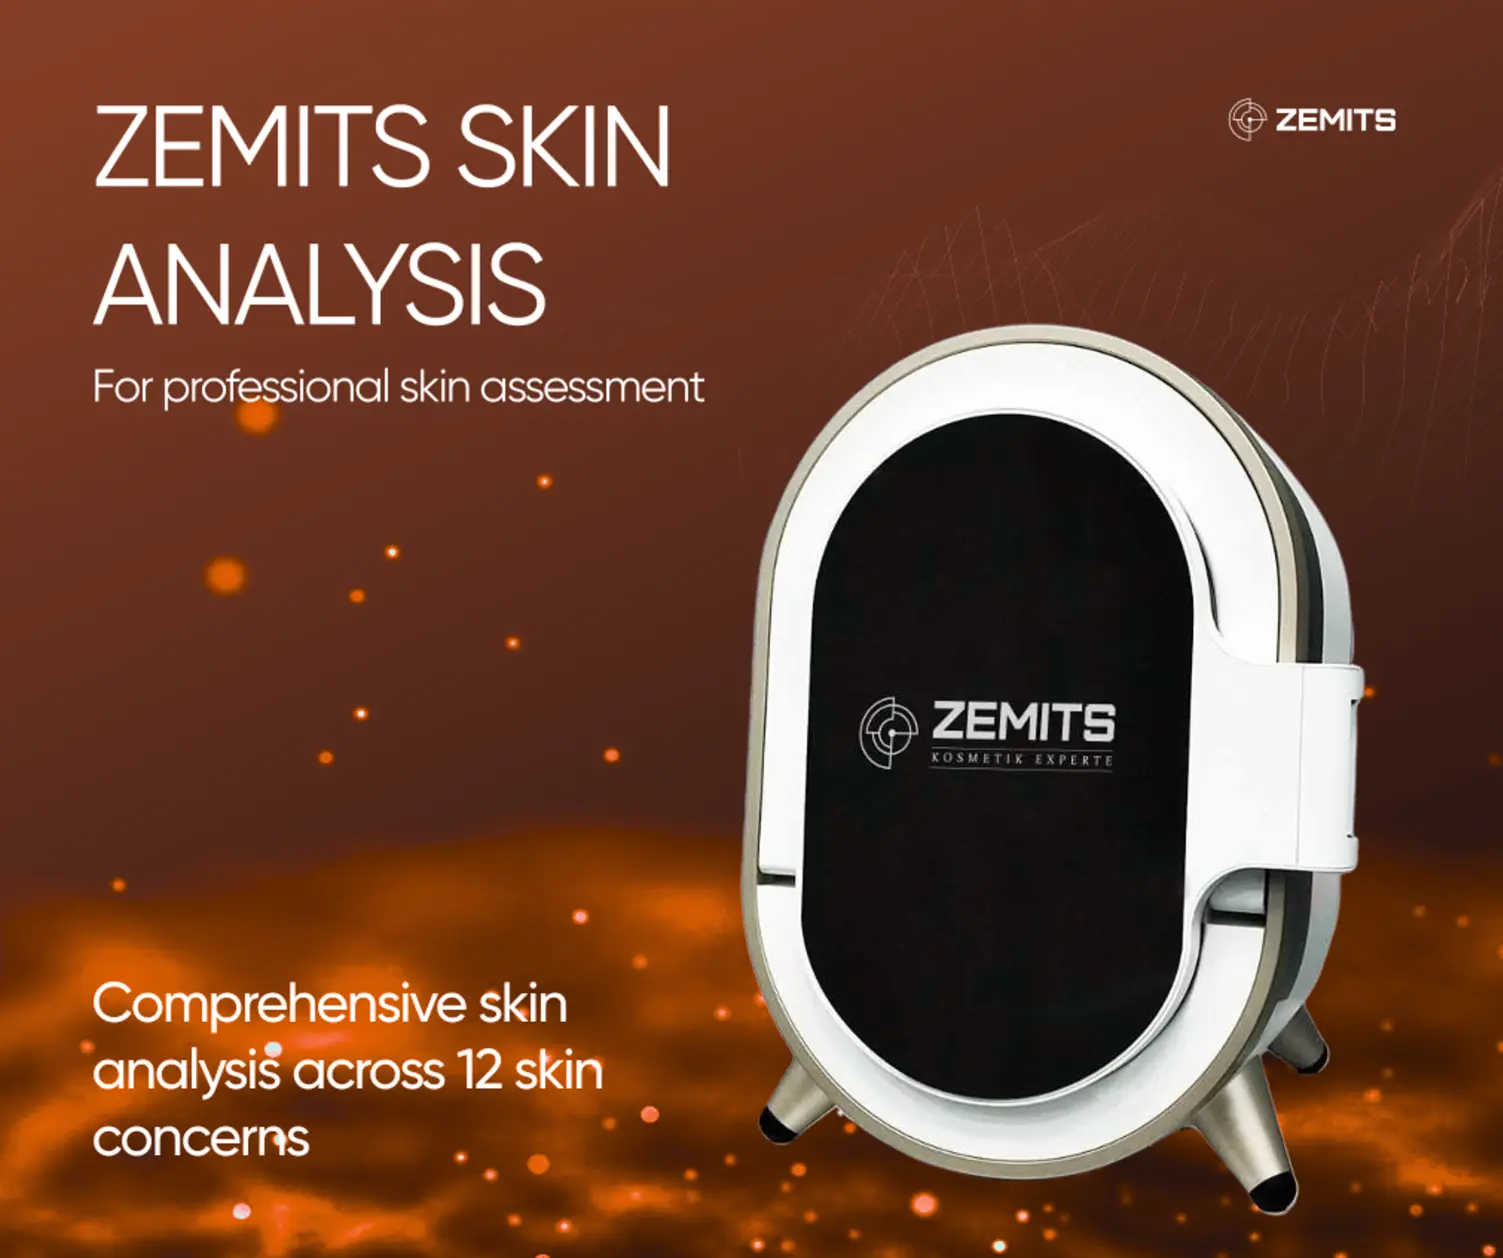 ZEMITS SKIN
ANALYSIS
For professional skin assessment
ZEMITS
ZEMITS
KOSMETIK EXPERTE
Comprehensive skin
analysis across 12 skin
concerns